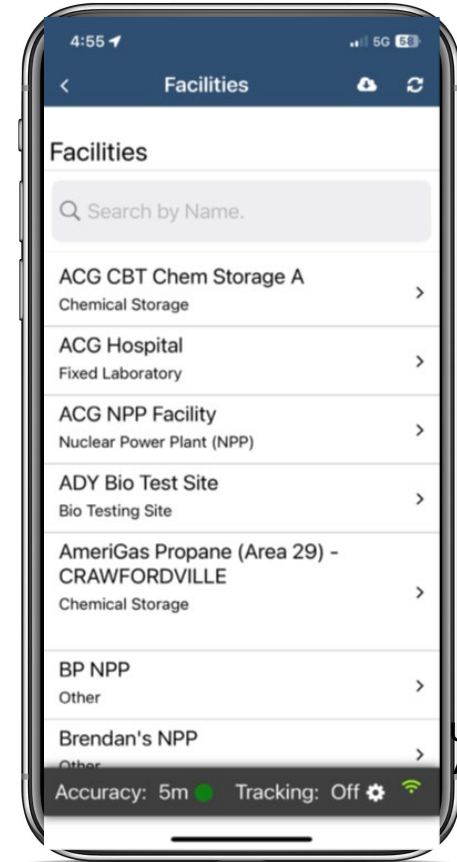 4:55
5G 58
Facilities
Facilities
Search by Name.
ACG CBT Chem Storage A
Chemical Storage
ACG Hospital
Fixed Laboratory
ACG NPP Facility
Nuclear Power Plant (NPP)
ADY Bio Test Site
Bio Testing Site
AmeriGas Propane (Area 29) -
CRAWFORDVILLE
Chemical Storage
BP NPP
Other
Brendan's NPP
Other
Accuracy: 5m Tracking: Off